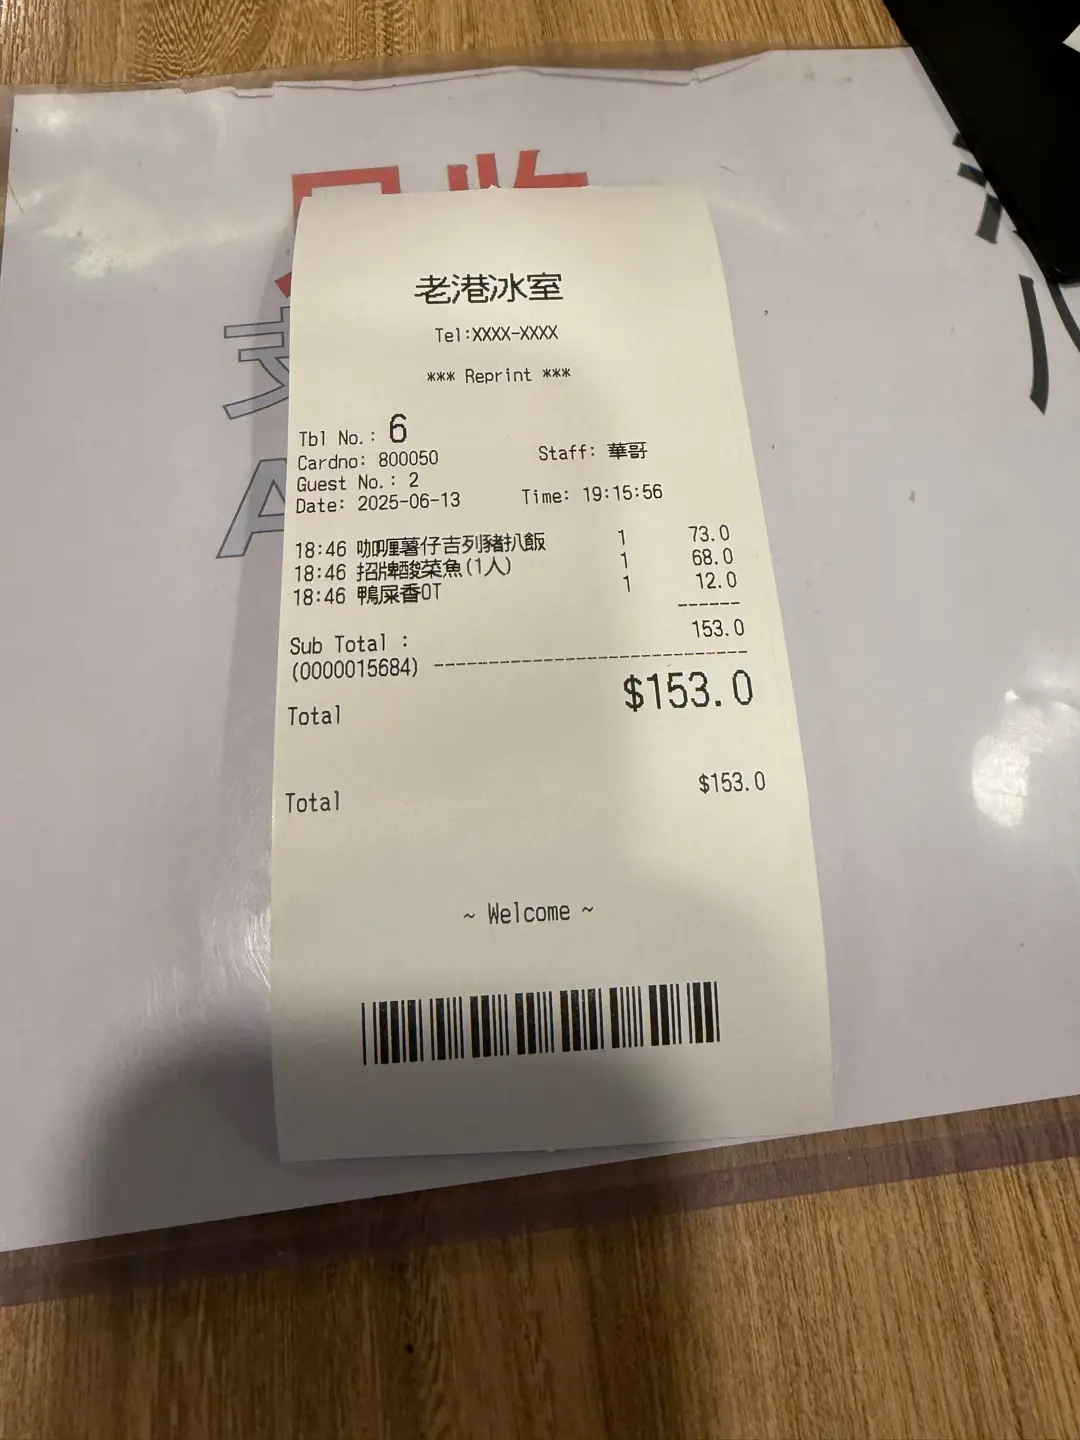 老港冰室
Tel:XXXX-XXXX
*** Reprint ***
Tbl No.: 6
Cardno: 800050 Staff: 華哥
Guest No.: 2
Date: 2025-06-13 Time: 19:15:56
18:46 咖喱薯仔吉列豬扒飯 1 73.0
18:46 招牌酸菜魚(1人) 1 68.0
18:46 鴨屎香OT 1 12.0
------
Sub Total : 153.0
(0000015684) -----------------------------
Total $153.0
Total $153.0
~ Welcome ~